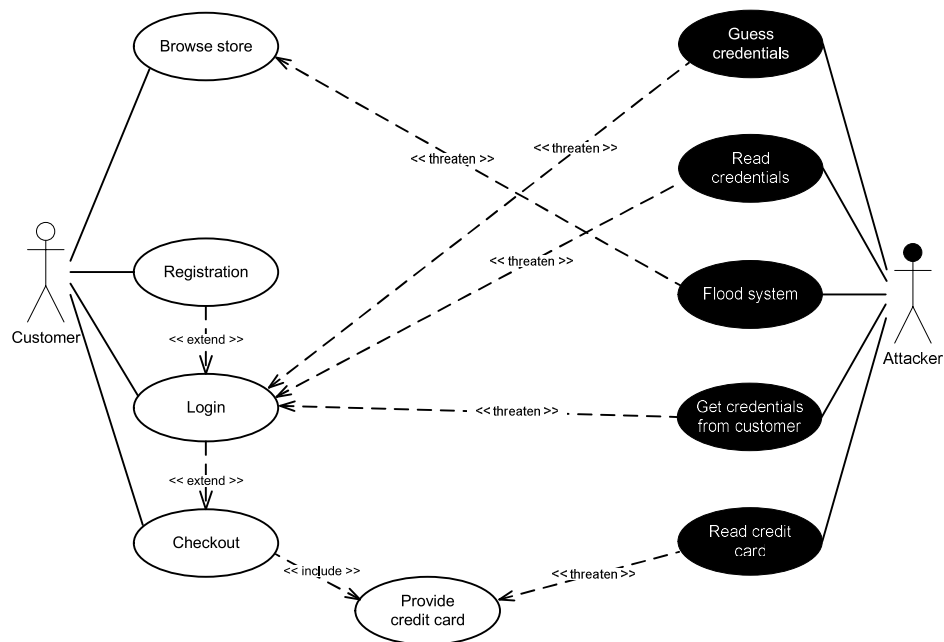 Browse store
Guess
credentials
<< threaten >>
<< threaten >>
Read
credentials
<< threaten >>
Registration
Flood system
Customer
Attacker
<< extend >>
Login
<< threaten >>
Get credentials
from customer
<< extend >>
Checkout
Read credit
card
<< include >>
<< threaten >>
Provide
credit card